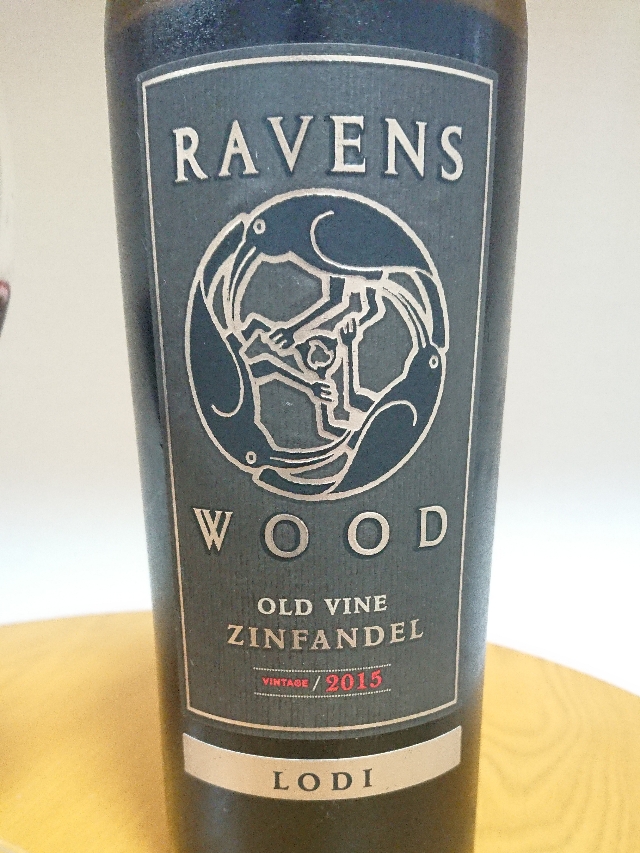 RAVENS
WOOD
OLD VINE
ZINFANDEL
VINTAGE / 2015
LODI